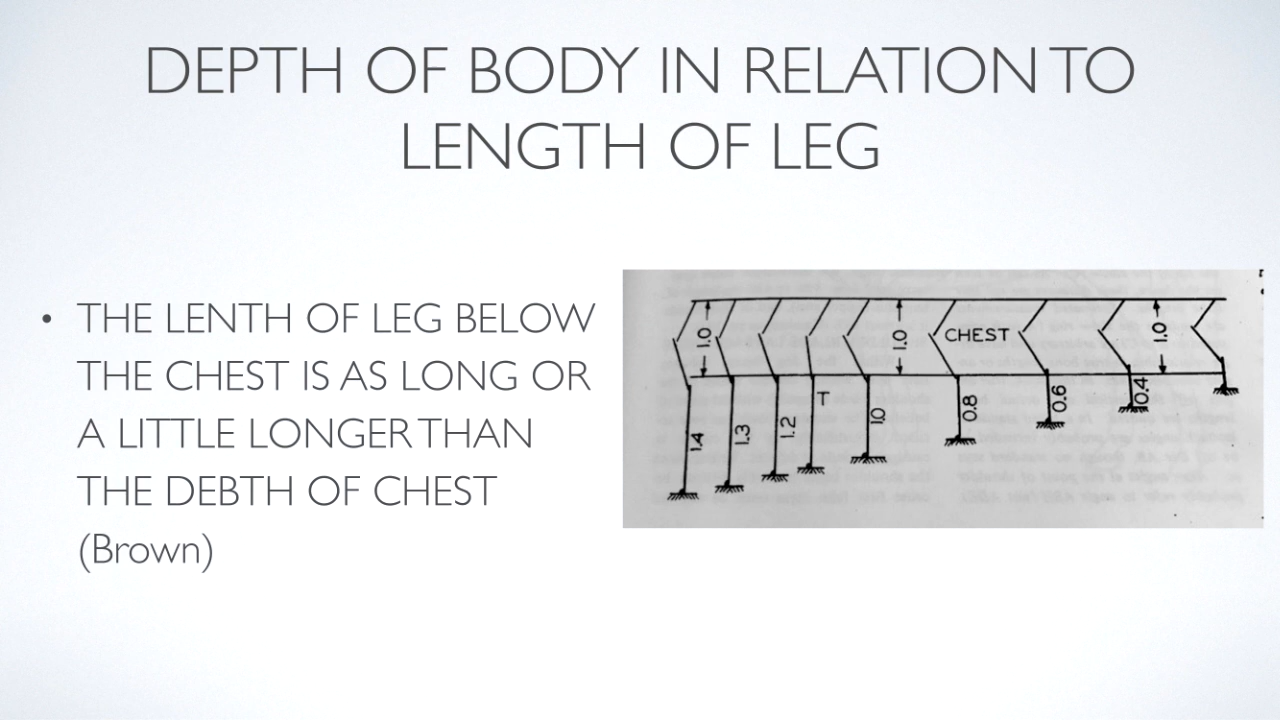 DEPTH OF BODY IN RELATION TO
LENGTH OF LEG
• THE LENTH OF LEG BELOW
THE CHEST IS AS LONG OR
A LITTLE LONGER THAN
THE DEBTH OF CHEST
(Brown)
1.0
1.0
CHEST
1.0
T
1.4
1.3
1.2
1.0
0.8
0.6
0.4